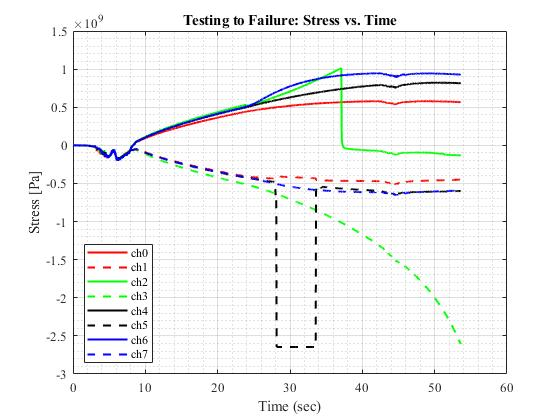 Testing to Failure: Stress vs. Time
×10^9
1.5
1
0.5
0
-0.5
-1
-1.5
-2
-2.5
-3
Stress [Pa]
ch0
ch1
ch2
ch3
ch4
ch5
ch6
ch7
0 10 20 30 40 50 60
Time (sec)